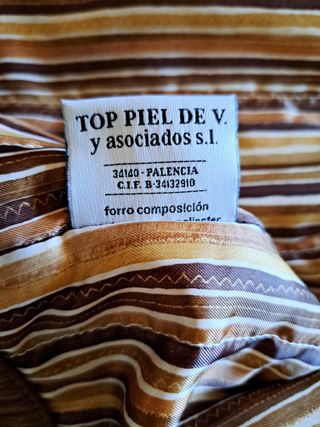 TOP PIEL DE V.
y asociados s.l.
34140 - PALENCIA
C.I.F. B-34132910
forro composición